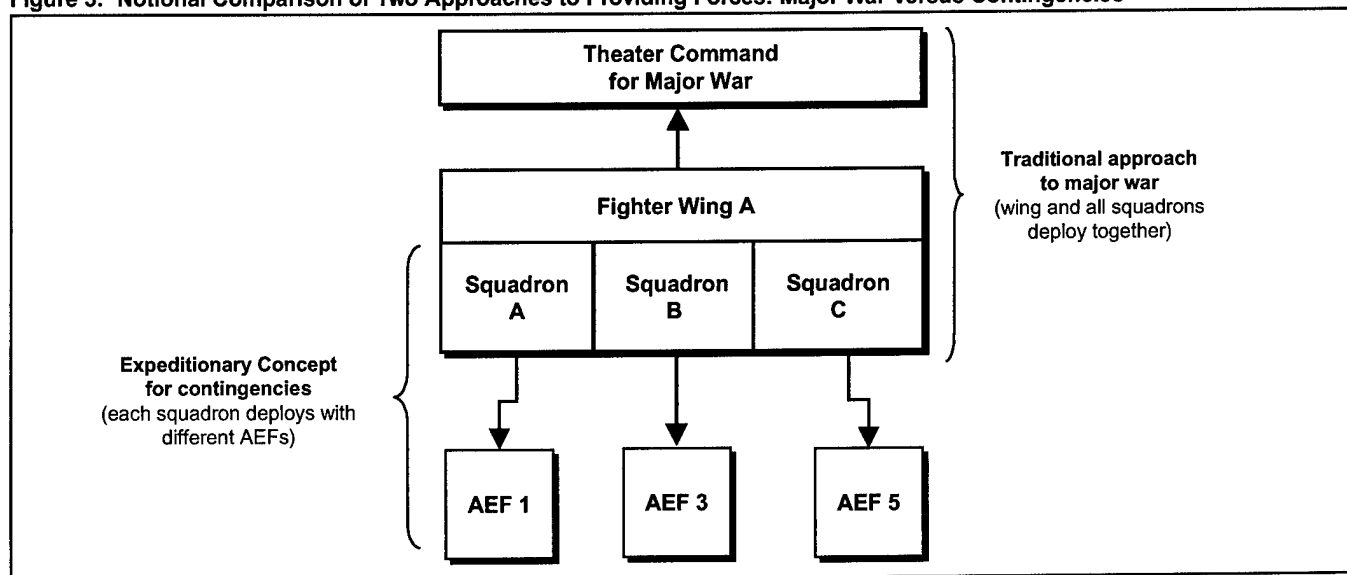 Figure 3: Notional Comparison of Two Approaches to Providing Forces: Major War Versus Contingencies
Theater Command
for Major War
Fighter Wing A
Squadron
A
Squadron
B
Squadron
C
Traditional approach
to major war
(wing and all squadrons
deploy together)
Expeditionary Concept
for contingencies
(each squadron deploys with
different AEFs)
AEF 1
AEF 3
AEF 5